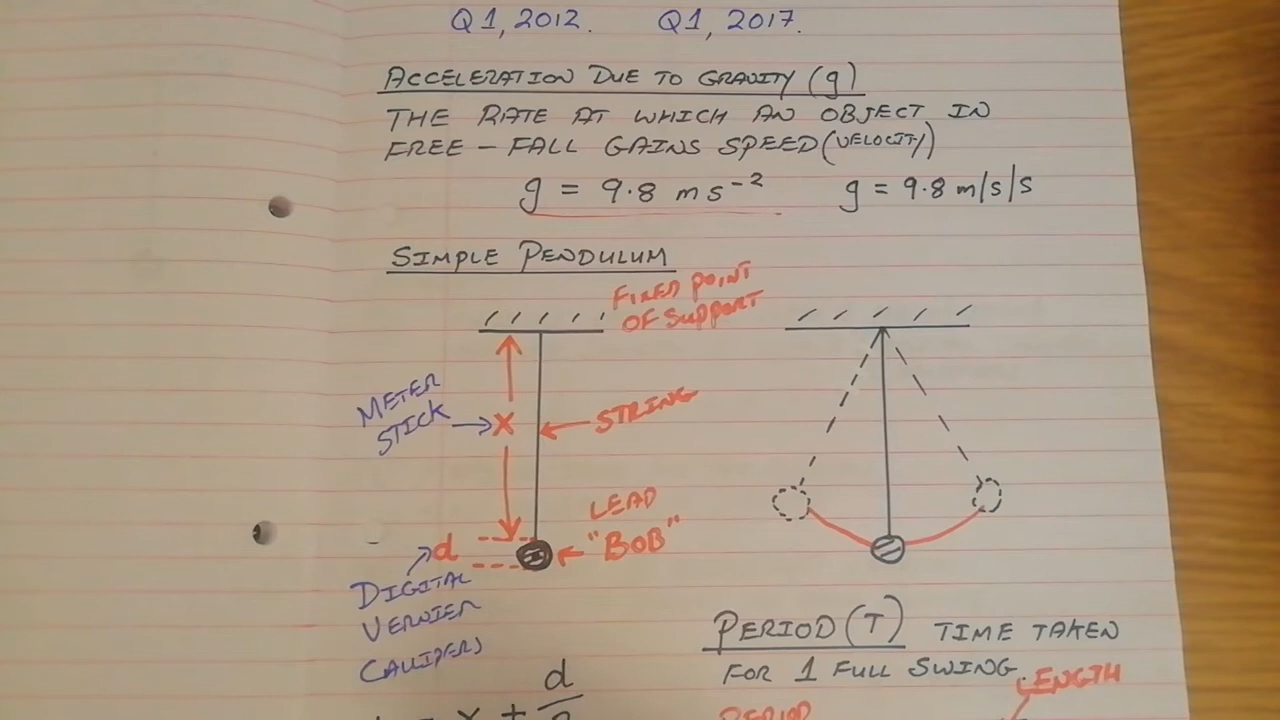 Q1, 2012. Q1, 2017.
ACCELERATION DUE TO GRAVITY (g)
THE RATE AT WHICH AN OBJECT IN
FREE - FALL GAINS SPEED (VELOCITY)
g = 9.8 ms⁻² g = 9.8 m/s/s
SIMPLE PENDULUM
FIXED POINT
OF SUPPORT
METER
STICK
x
STRING
LEAD
"BOB"
d
DIGITAL
VERNIER
CALLIPERS
PERIOD (T) TIME TAKEN
FOR 1 FULL SWING.
LENGTH
PERIOD
x + d